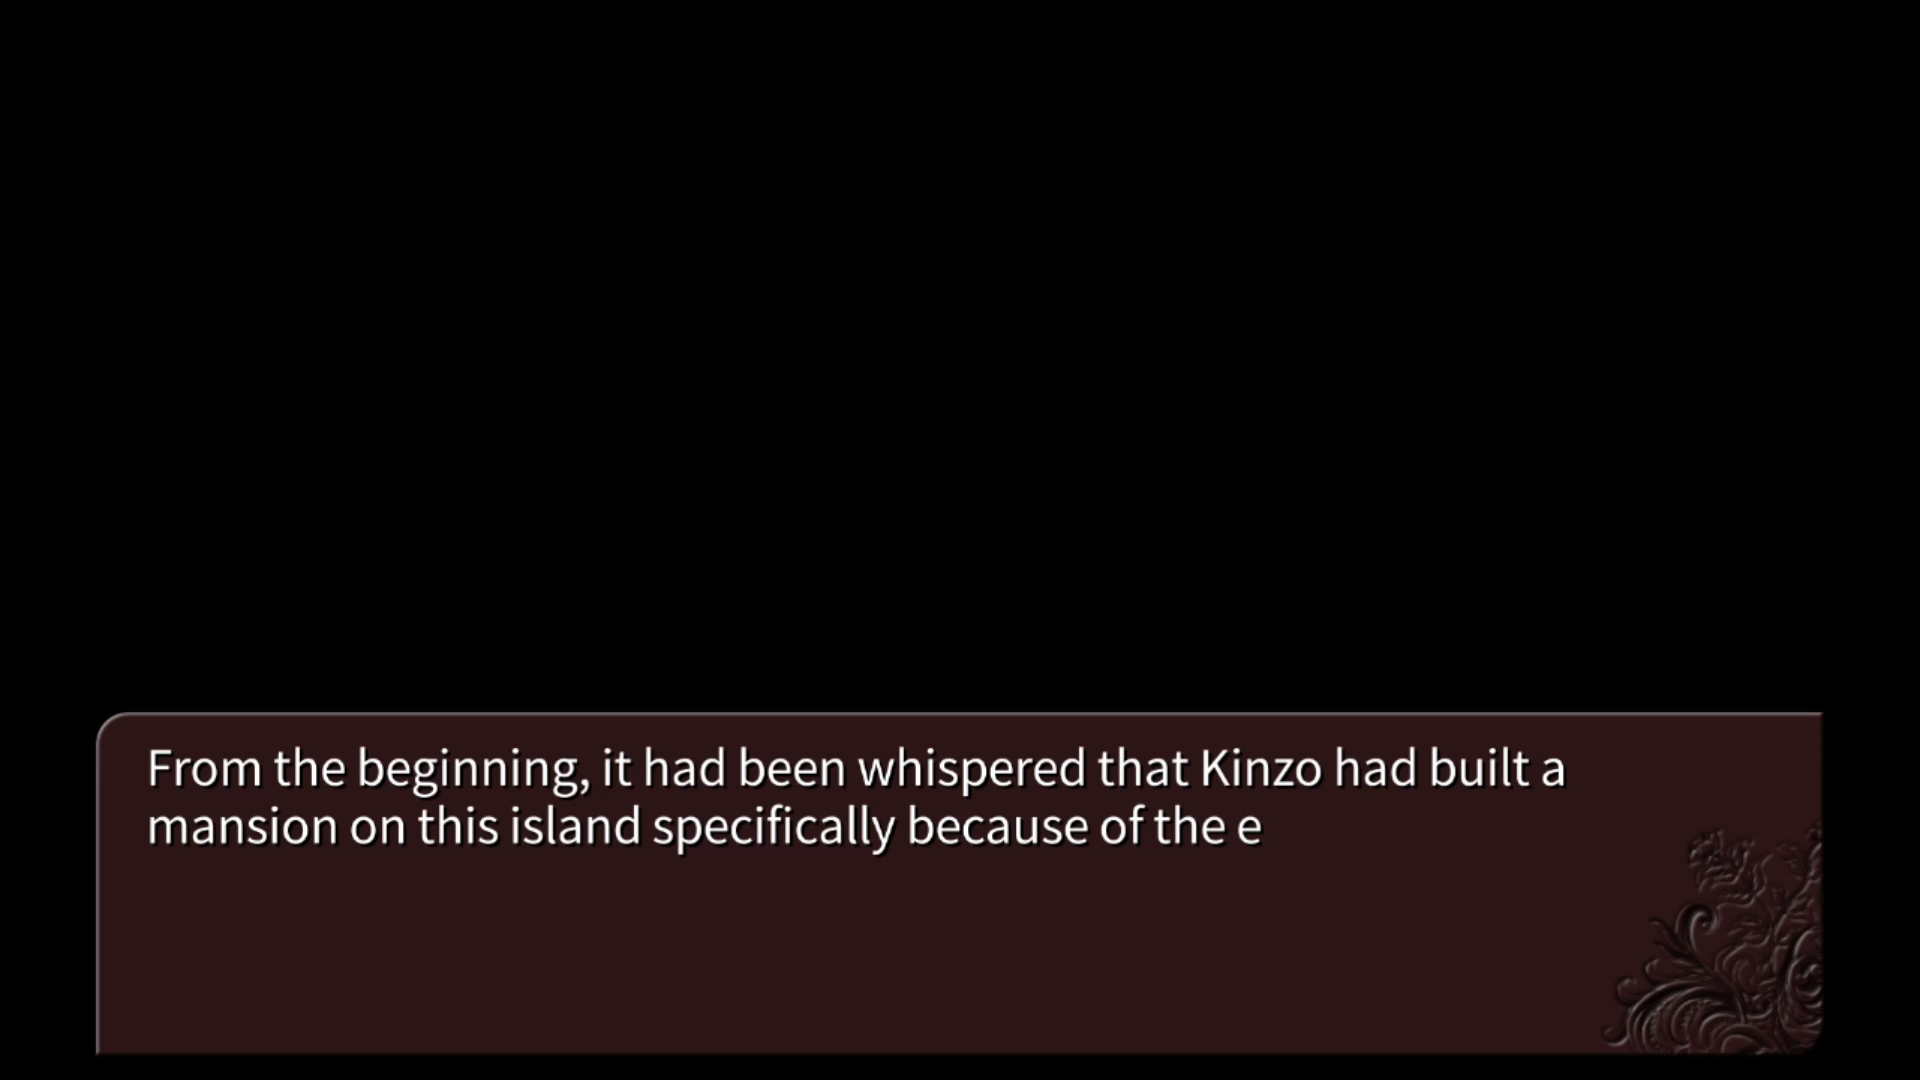 From the beginning, it had been whispered that Kinzo had built a
mansion on this island specifically because of the e